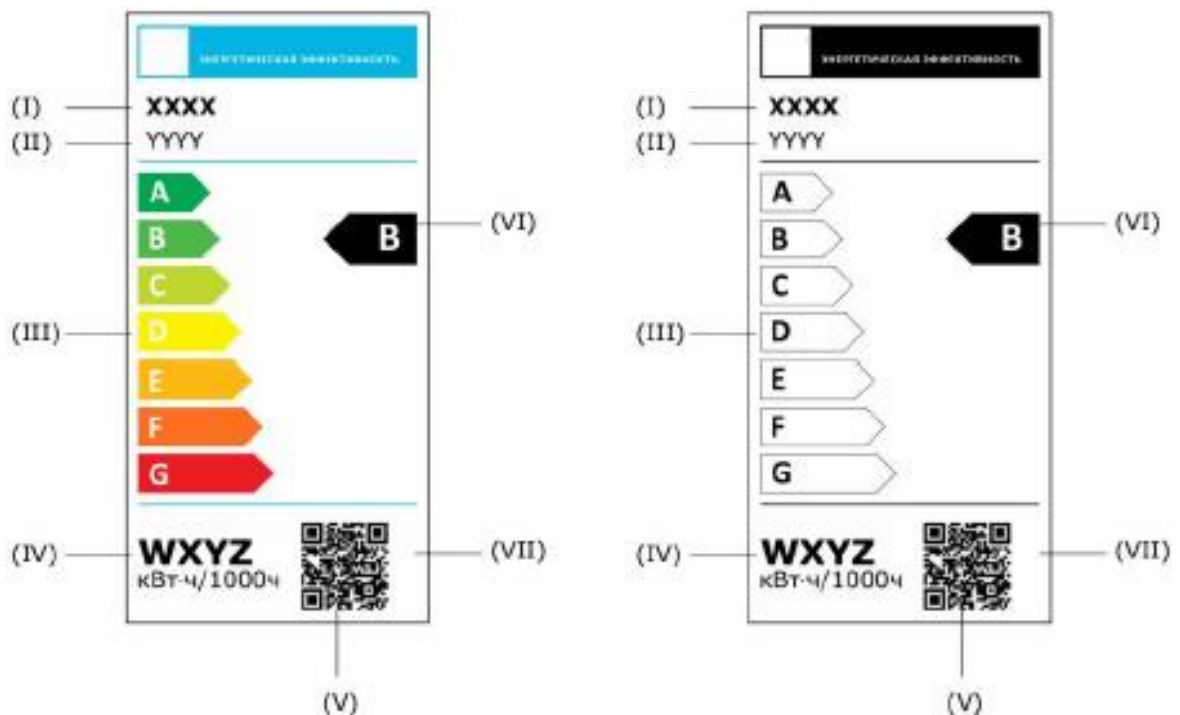 ЭНЕРГЕТИЧЕСКАЯ ЭФФЕКТИВНОСТЬ
(I) XXXX
(II) YYYY
A
B
B (VI)
C
(III) D
E
F
G
(IV) WXYZ (VII)
кВт·ч/1000ч
(V)
ЭНЕРГЕТИЧЕСКАЯ ЭФФЕКТИВНОСТЬ
(I) XXXX
(II) YYYY
A
B
B (VI)
C
(III) D
E
F
G
(IV) WXYZ (VII)
кВт·ч/1000ч
(V)